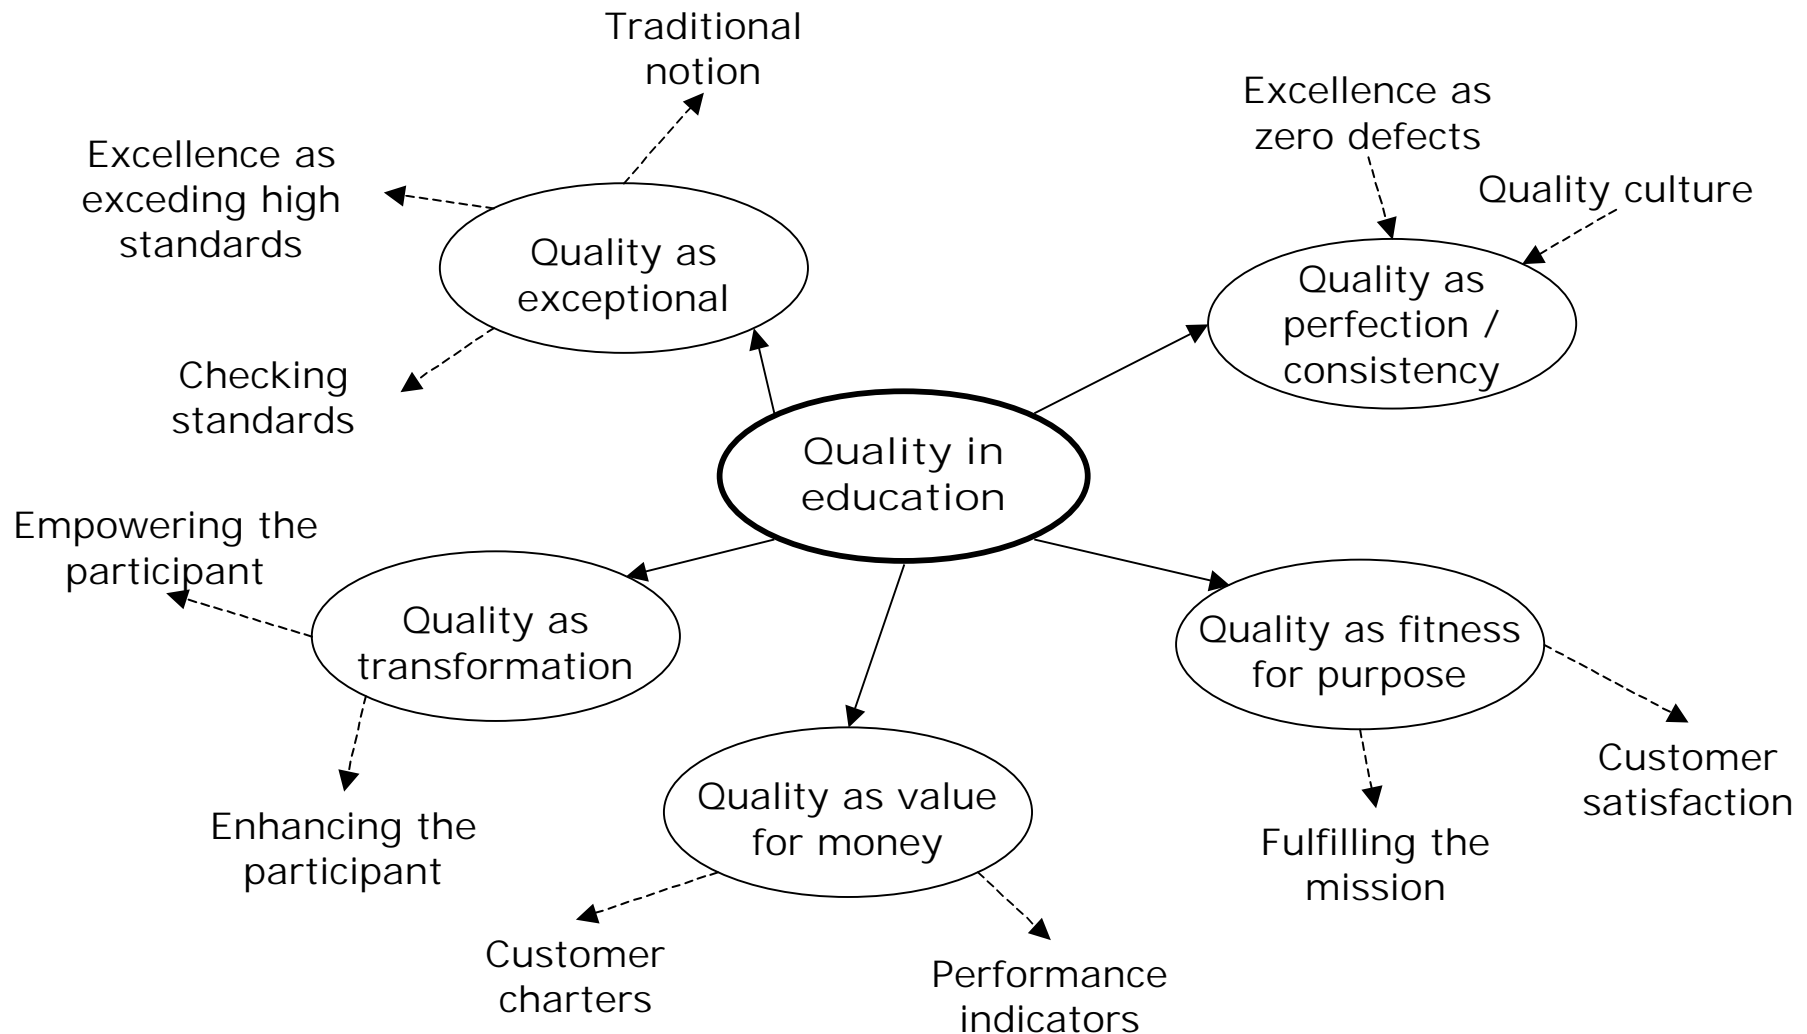 Traditional
notion
Excellence as
exceding high
standards
Quality as
exceptional
Checking
standards
Excellence as
zero defects
Quality culture
Quality as
perfection /
consistency
Quality in
education
Empowering the
participant
Quality as
transformation
Enhancing the
participant
Quality as value
for money
Customer
charters
Performance
indicators
Quality as fitness
for purpose
Customer
satisfaction
Fulfilling the
mission